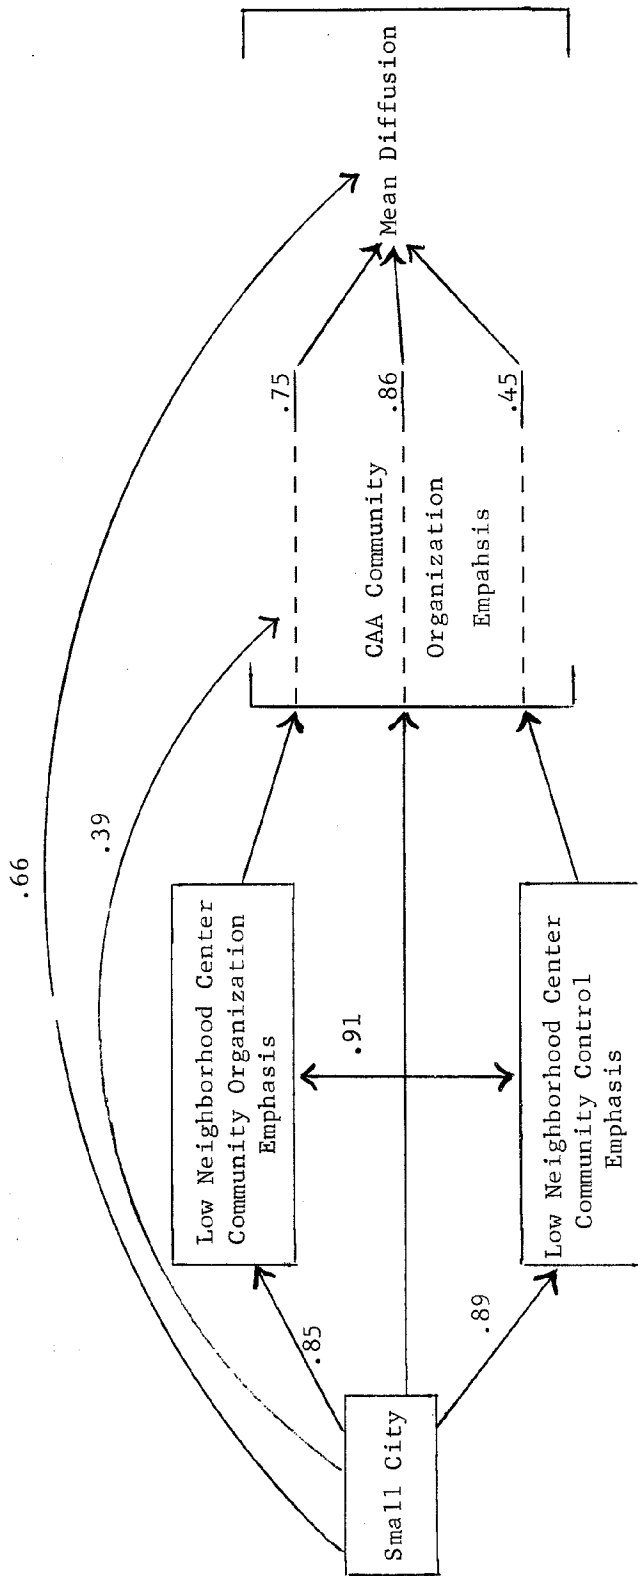 .66
.39
Small City
.85
.89
Low Neighborhood Center
Community Organization
Emphasis
.91
Low Neighborhood Center
Community Control
Emphasis
CAA Community
Organization
Empahsis
.75
.86
.45
Mean Diffusion